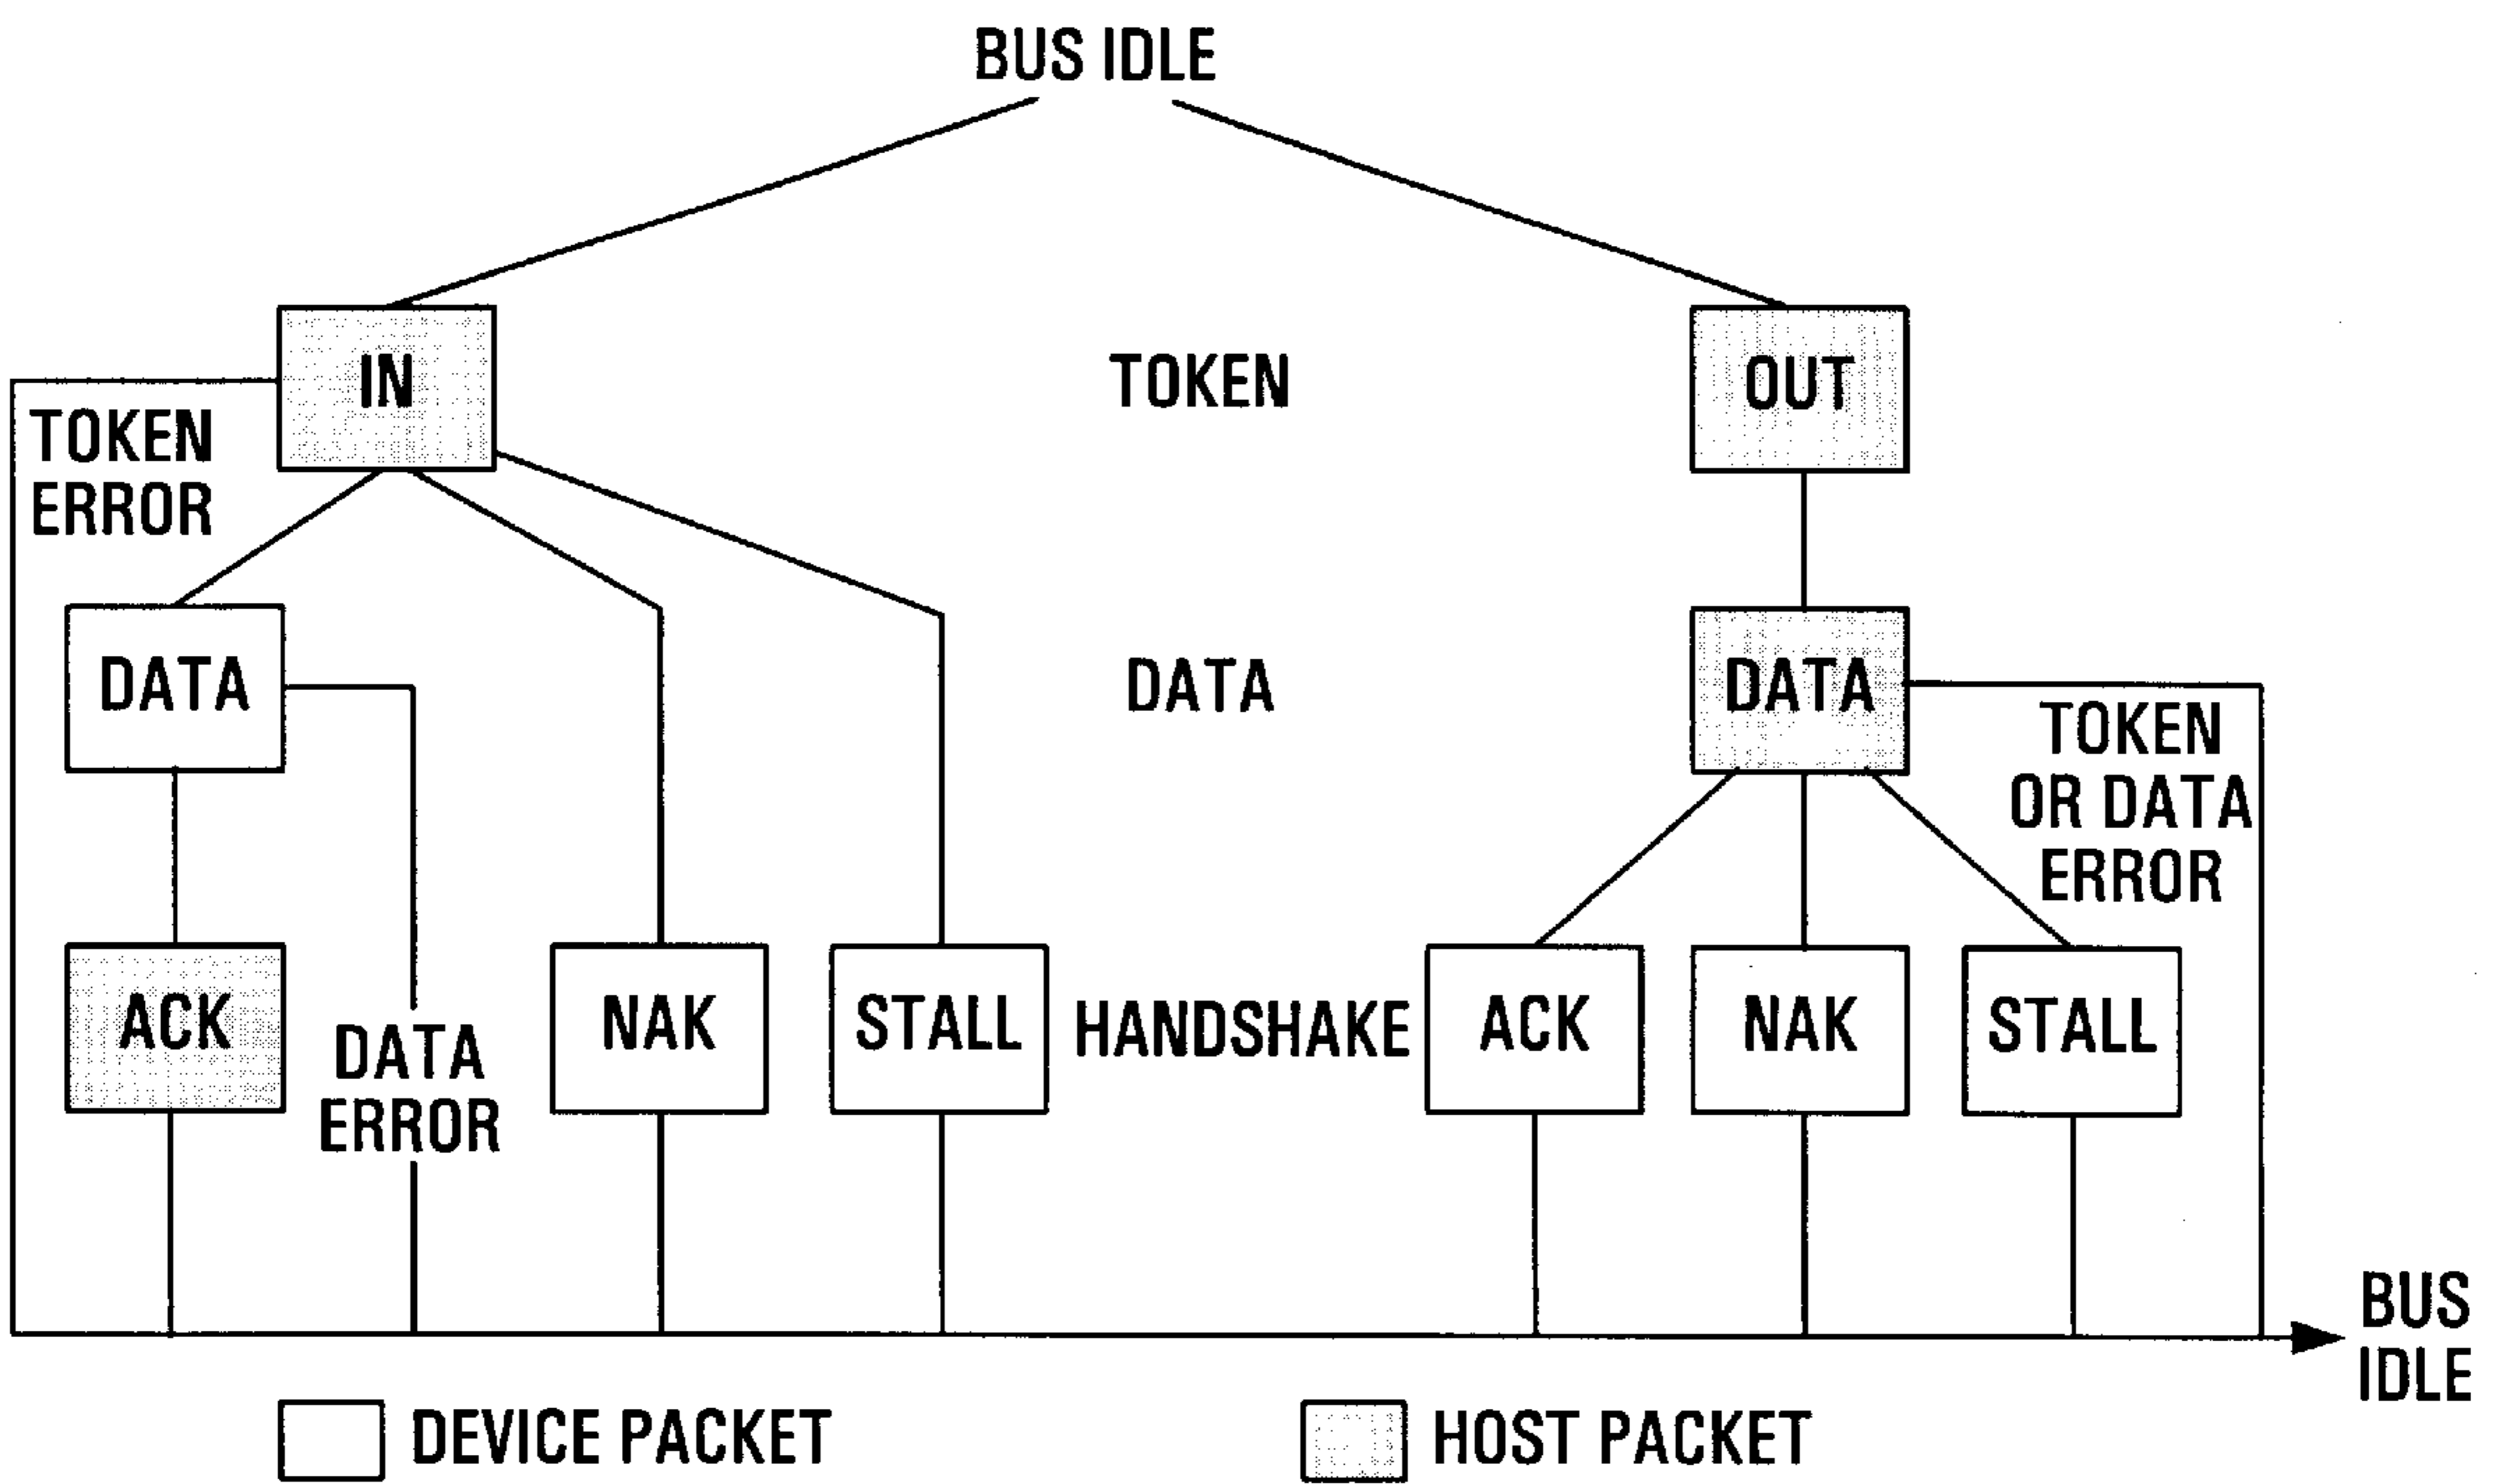 BUS IDLE
IN
TOKEN
OUT
TOKEN
ERROR
DATA
DATA
DATA
TOKEN
OR DATA
ERROR
ACK
DATA
ERROR
NAK
STALL
HANDSHAKE
ACK
NAK
STALL
BUS
IDLE
DEVICE PACKET
HOST PACKET